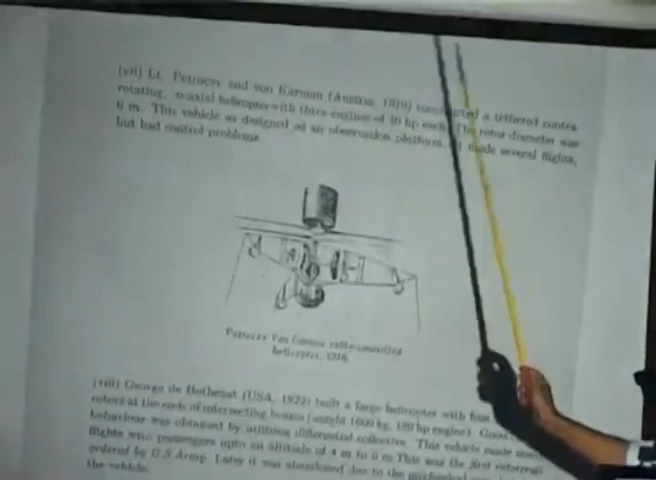 (vii) Lt. Petroczy and von Karman (Austria, 1916) constructed a tethered contra
rotating, co-axial helicopter with three engines of 40 hp each. The rotor diameter was
6 m. This vehicle was designed as an observation platform. It made several flights,
but had control problems.
Petroczy Von Karman
helicopter, 1916
(viii) George de Bothezat (USA, 1922) built a large helicopter with four
rotors at the ends of intersecting beams (weight 1600 kg, 180 hp engine). Good
behaviour was obtained by utilising differential collective. This vehicle made many
flights with passengers upto an altitude of 4 m to 6 m. This was the first
ordered by U.S Army. Later it was abandoned due to the mechanical
the vehicle.